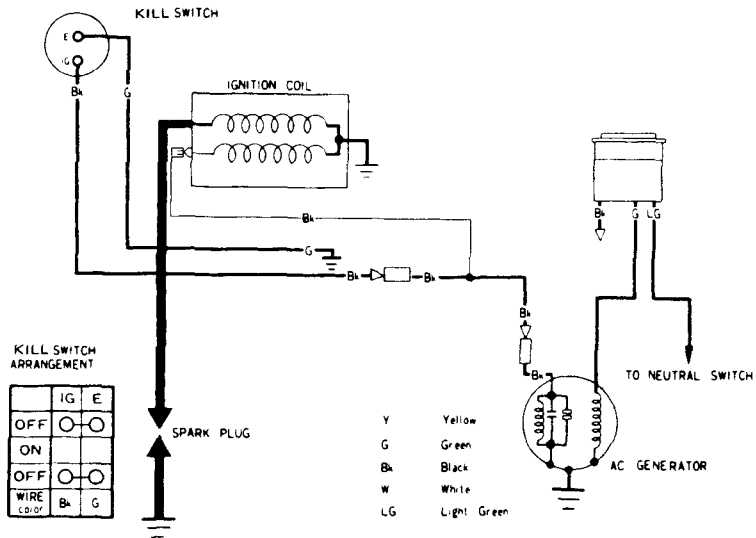 KILL SWITCH
E
IG
Bk
G
IGNITION COIL
Bk
G
Bk
Bk
Bk
Bk
Bk
G
LG
TO NEUTRAL SWITCH
AC GENERATOR
SPARK PLUG
KILL SWITCH
ARRANGEMENT
IG E
OFF
ON
OFF
WIRE
COLOR
Bk G
Y Yellow
G Green
Bk Black
W White
LG Light Green